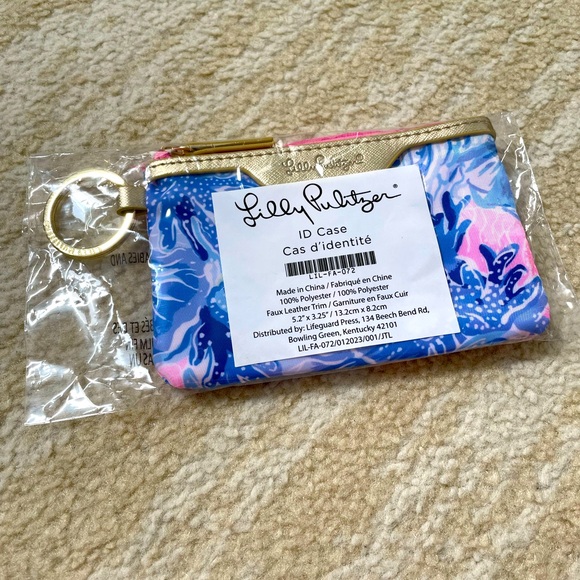 Lilly Pulitzer®
Lilly Pulitzer®
ID Case
Cas d'identité
LIL-FA-072
Made in China / Fabriqué en Chine
100% Polyester / 100% Polyester
Faux Leather Trim / Garniture en Faux Cuir
5.2" x 3.25" / 13.2cm x 8.2cm
Distributed by: Lifeguard Press, 134 Beech Bend Rd,
Bowling Green, Kentucky 42101
LIL-FA-072/012023/001/JTL
ABIES AND